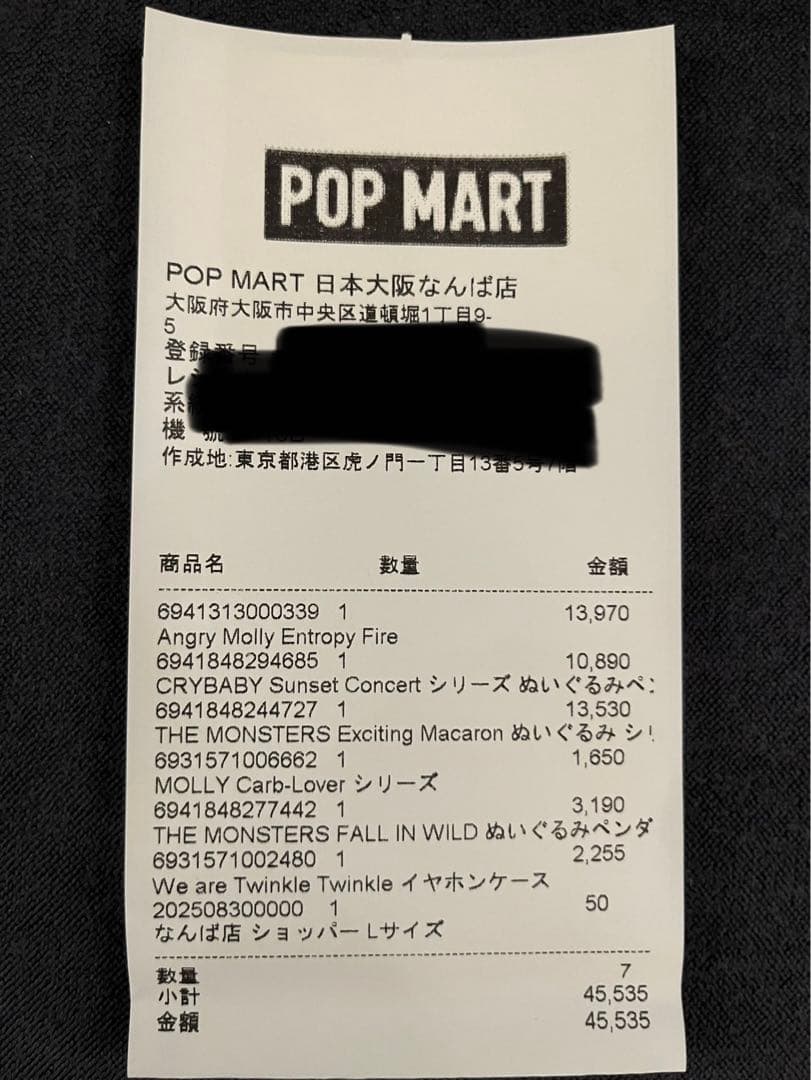 POP MART
POP MART 日本大阪なんば店
大阪府大阪市中央区道頓堀1丁目9-
5
登録番号
レ
系
機 號
作成地:東京都港区虎ノ門一丁目13番5号7階
商品名 数量 金額
6941313000339 1 13,970
Angry Molly Entropy Fire
6941848294685 1 10,890
CRYBABY Sunset Concert シリーズ ぬいぐるみペ
6941848244727 1 13,530
THE MONSTERS Exciting Macaron ぬいぐるみ シ
6931571006662 1 1,650
MOLLY Carb-Lover シリーズ
6941848277442 1 3,190
THE MONSTERS FALL IN WILD ぬいぐるみペンダ
6931571002480 1 2,255
We are Twinkle Twinkle イヤホンケース
202508300000 1 50
なんば店 ショッパー Lサイズ
数量 7
小計 45,535
金額 45,535